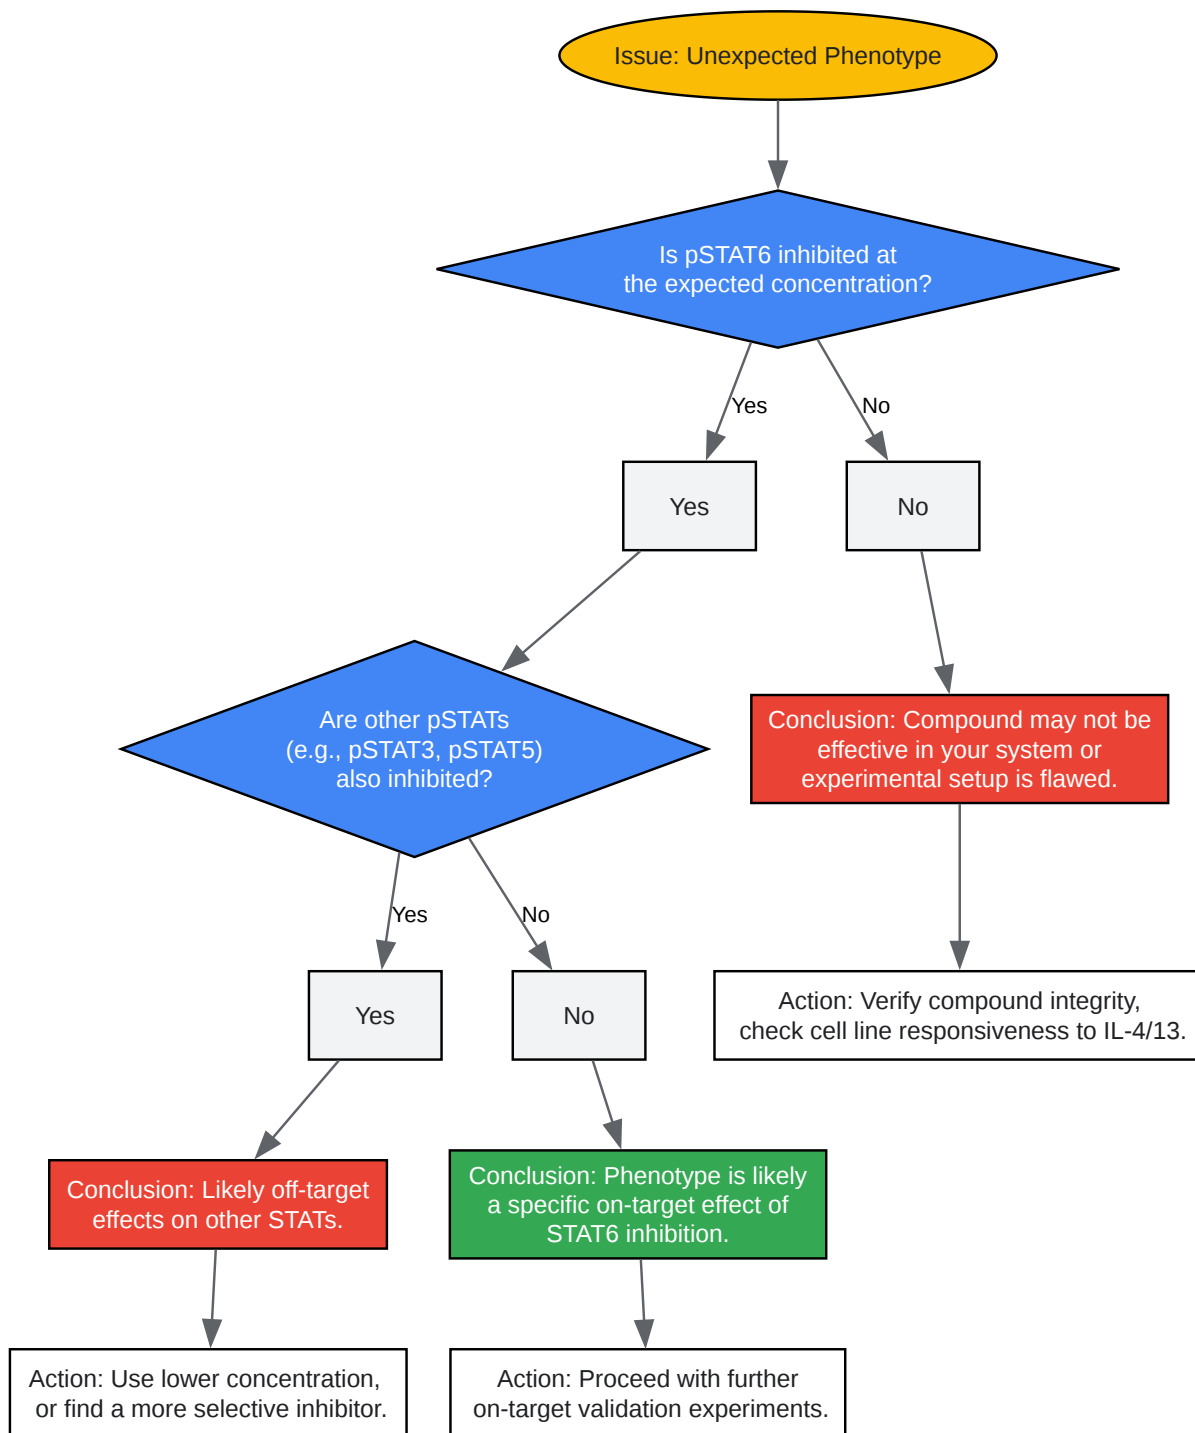 Issue: Unexpected Phenotype
Is pSTAT6 inhibited at
the expected concentration?
Yes
No
Yes
No
Are other pSTATs
(e.g., pSTAT3, pSTAT5)
also inhibited?
Conclusion: Compound may not be
effective in your system or
experimental setup is flawed.
Yes
No
Yes
No
Action: Verify compound integrity,
check cell line responsiveness to IL-4/13.
Conclusion: Likely off-target
effects on other STATs.
Conclusion: Phenotype is likely
a specific on-target effect of
STAT6 inhibition.
Action: Use lower concentration,
or find a more selective inhibitor.
Action: Proceed with further
on-target validation experiments.